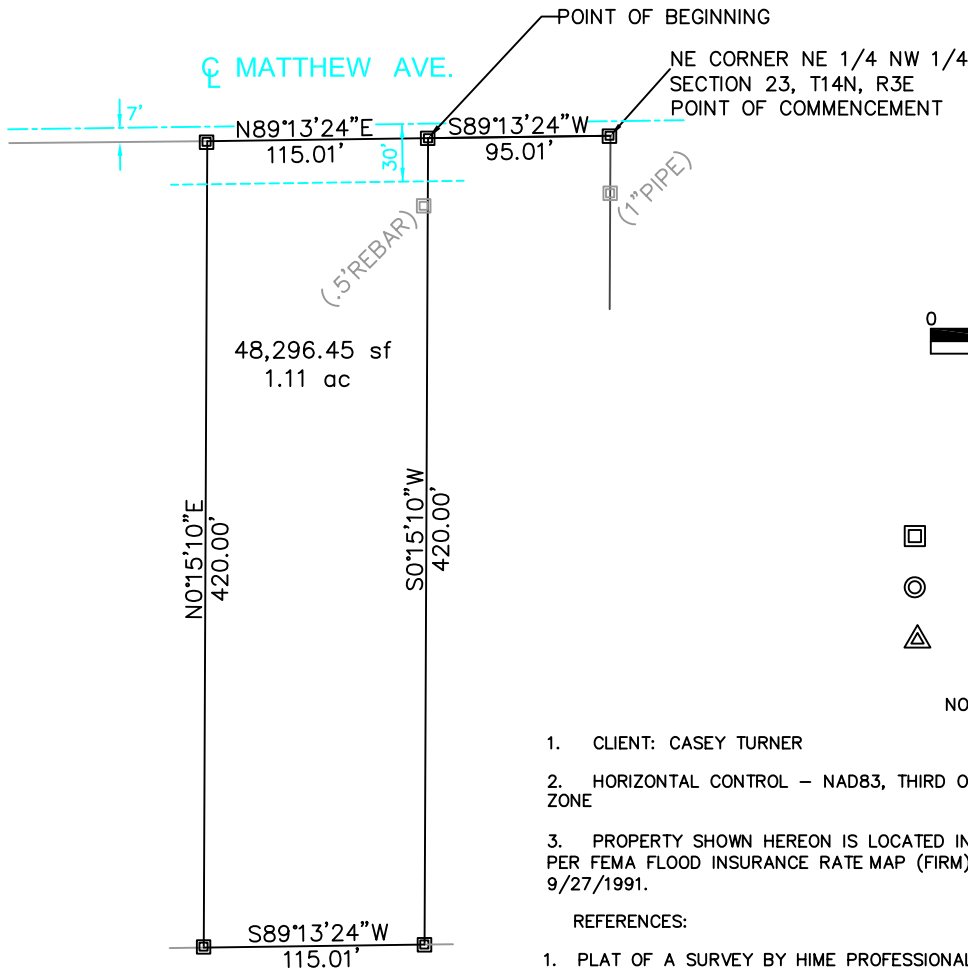 POINT OF BEGINNING
℄ MATTHEW AVE.
NE CORNER NE 1/4 NW 1/4
SECTION 23, T14N, R3E
POINT OF COMMENCEMENT
7'
N89°13'24"E
115.01'
S89°13'24"W
95.01'
30'
(.5'REBAR)
(1"PIPE)
48,296.45 sf
1.11 ac
0
N0°15'10"E
420.00'
S0°15'10"W
420.00'
NO
1. CLIENT: CASEY TURNER
2. HORIZONTAL CONTROL – NAD83, THIRD O
ZONE
3. PROPERTY SHOWN HEREON IS LOCATED IN
PER FEMA FLOOD INSURANCE RATE MAP (FIRM)
9/27/1991.
REFERENCES:
1. PLAT OF A SURVEY BY HIME PROFESSIONAL
S89°13'24"W
115.01'